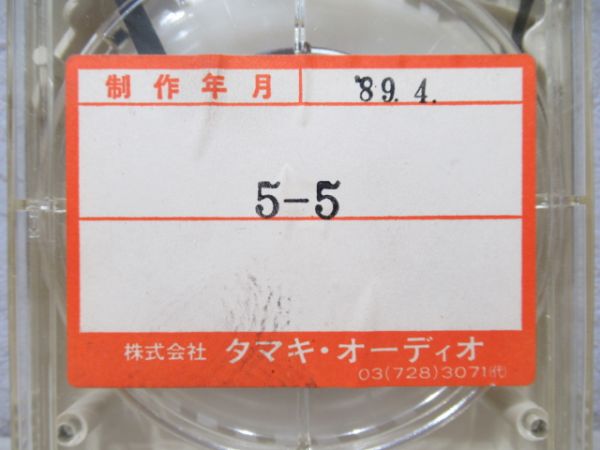 制作年月 '89.4.
5-5
株式会社 タマキ・オーディオ
03(728)3071(代)